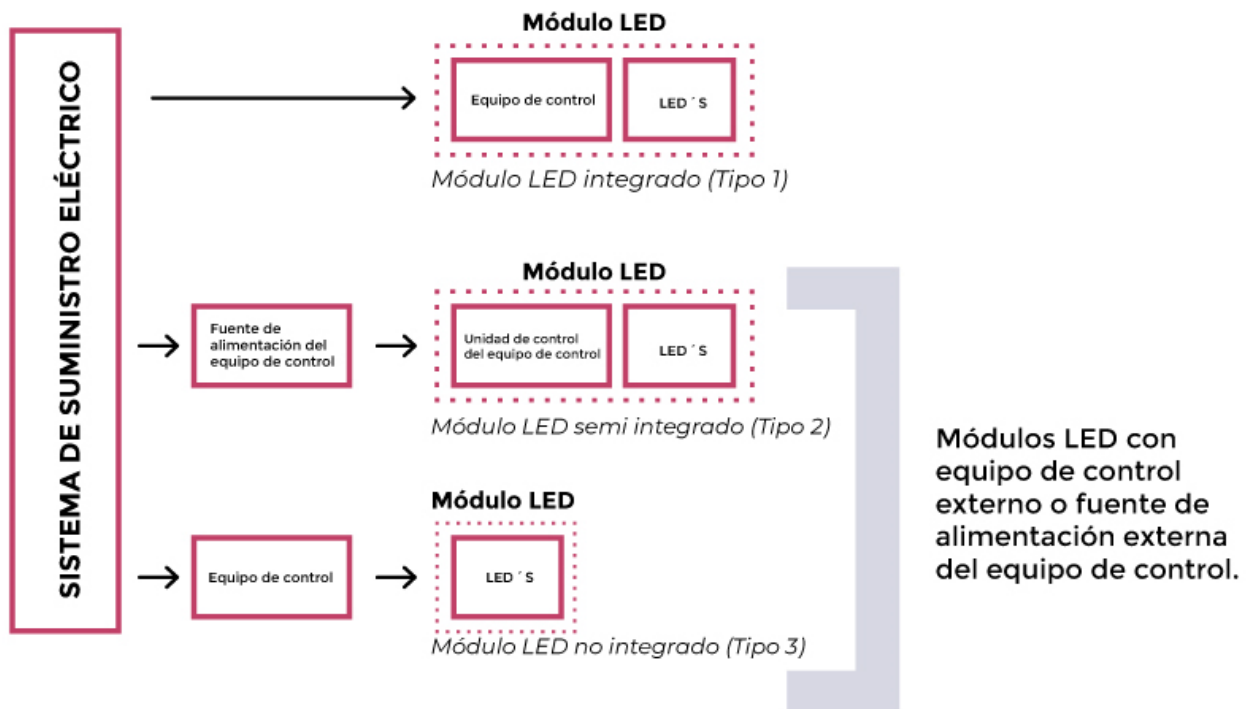 SISTEMA DE SUMINISTRO ELÉCTRICO
Módulo LED
Equipo de control
LED ´ S
Módulo LED integrado (Tipo 1)
Fuente de
alimentación del
equipo de control
Módulo LED
Unidad de control
del equipo de control
LED ´ S
Módulo LED semi integrado (Tipo 2)
Equipo de control
Módulo LED
LED ´ S
Módulo LED no integrado (Tipo 3)
Módulos LED con
equipo de control
externo o fuente de
alimentación externa
del equipo de control.